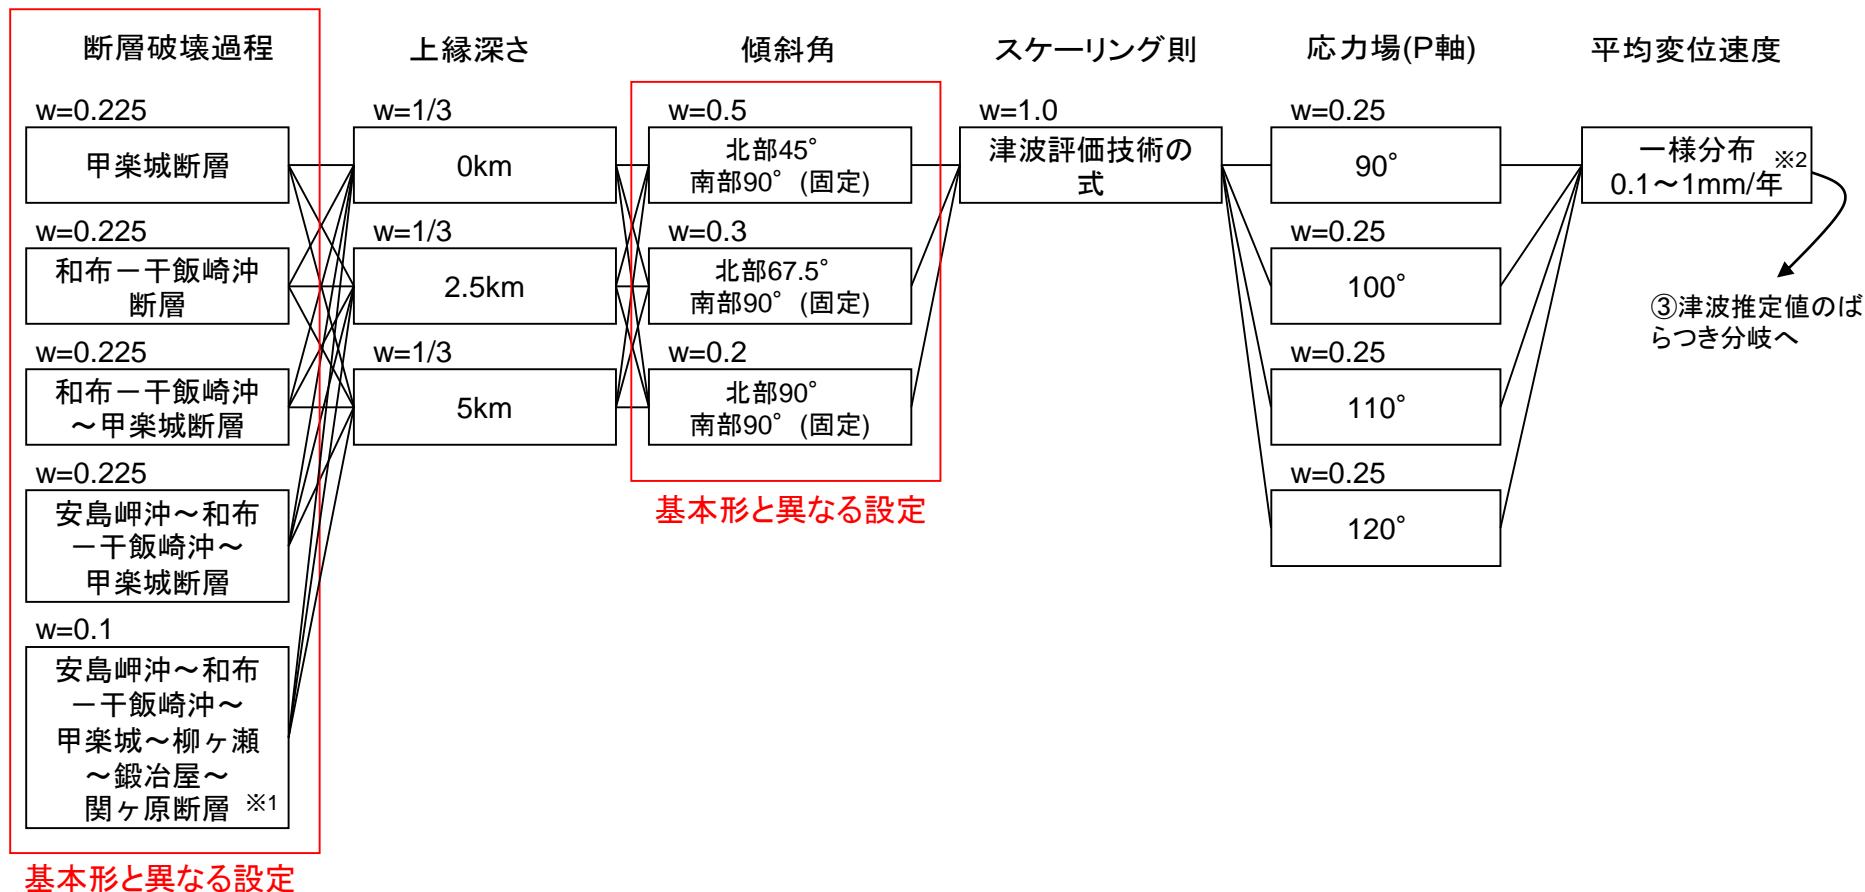 断層破壊過程
w=0.225
甲楽城断層
w=0.225
和布－干飯崎沖
断層
w=0.225
和布－干飯崎沖
～甲楽城断層
w=0.225
安島岬沖～和布
－干飯崎沖～
甲楽城断層
w=0.1
安島岬沖～和布
－干飯崎沖～
甲楽城～柳ヶ瀬
～鍛冶屋～
関ヶ原断層 ※1
基本形と異なる設定
上縁深さ
w=1/3
0km
w=1/3
2.5km
w=1/3
5km
傾斜角
w=0.5
北部45°
南部90°(固定)
w=0.3
北部67.5°
南部90°(固定)
w=0.2
北部90°
南部90°(固定)
基本形と異なる設定
スケーリング則
w=1.0
津波評価技術の
式
応力場(P軸)
w=0.25
90°
w=0.25
100°
w=0.25
110°
w=0.25
120°
平均変位速度
一様分布
0.1～1mm/年 ※2
③津波推定値のば
らつき分岐へ